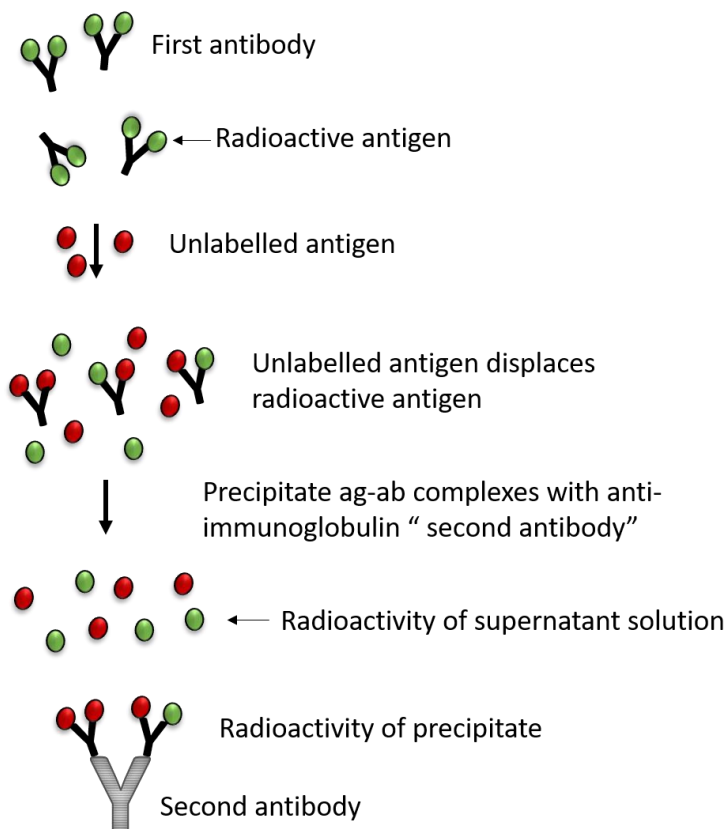 First antibody
Radioactive antigen
Unlabelled antigen
Unlabelled antigen displaces
radioactive antigen
Precipitate ag-ab complexes with anti-
immunoglobulin “ second antibody”
Radioactivity of supernatant solution
Radioactivity of precipitate
Second antibody